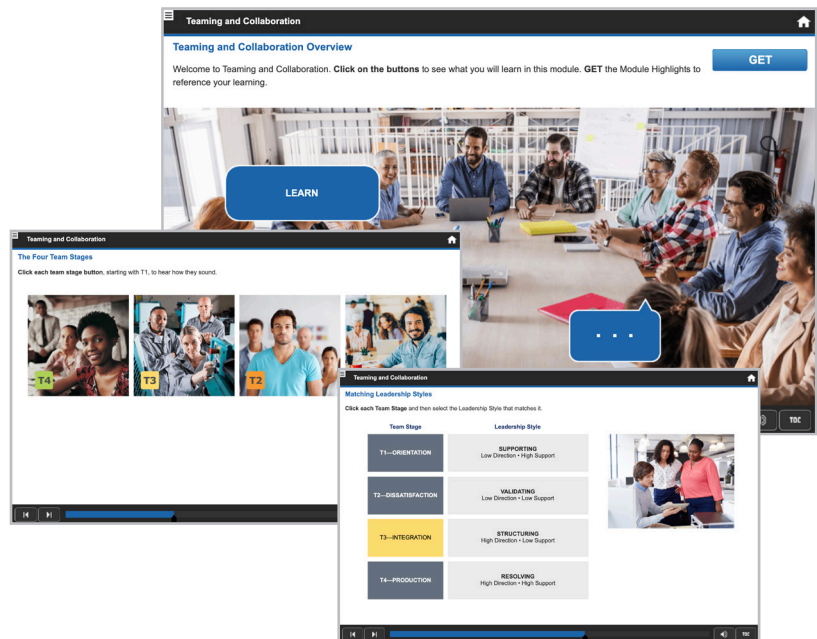 Teaming and Collaboration
Teaming and Collaboration Overview
Welcome to Teaming and Collaboration. Click on the buttons to see what you will learn in this module. GET the Module Highlights to
reference your learning.
GET
LEARN
. . .
TOC
Teaming and Collaboration
The Four Team Stages
Click each team stage button, starting with T1, to hear how they sound.
T4
T3
T2
Teaming and Collaboration
Matching Leadership Styles
Click each Team Stage and then select the Leadership Style that matches it.
Team Stage
Leadership Style
T1—ORIENTATION
SUPPORTING
Low Direction • High Support
T2—DISSATISFACTION
VALIDATING
Low Direction • Low Support
T3—INTEGRATION
STRUCTURING
High Direction • Low Support
T4—PRODUCTION
RESOLVING
High Direction • High Support
TOC